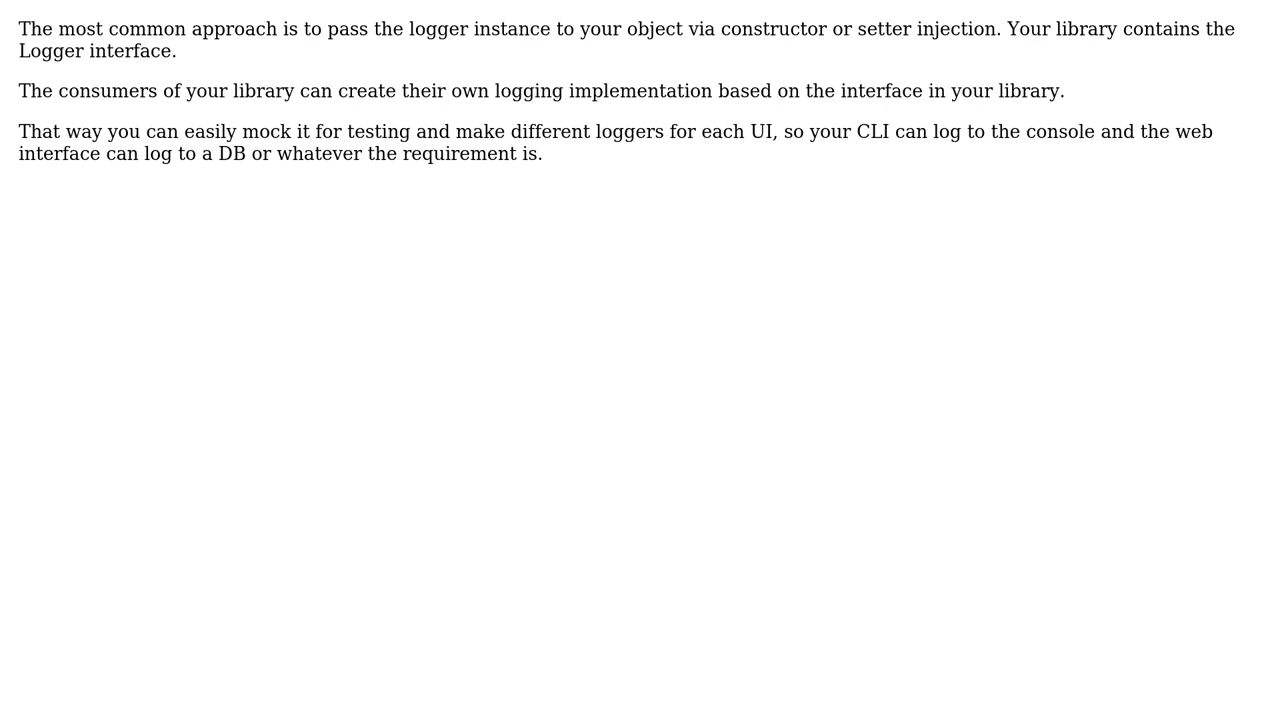 The most common approach is to pass the logger instance to your object via constructor or setter injection. Your library contains the
Logger interface.
The consumers of your library can create their own logging implementation based on the interface in your library.
That way you can easily mock it for testing and make different loggers for each UI, so your CLI can log to the console and the web
interface can log to a DB or whatever the requirement is.